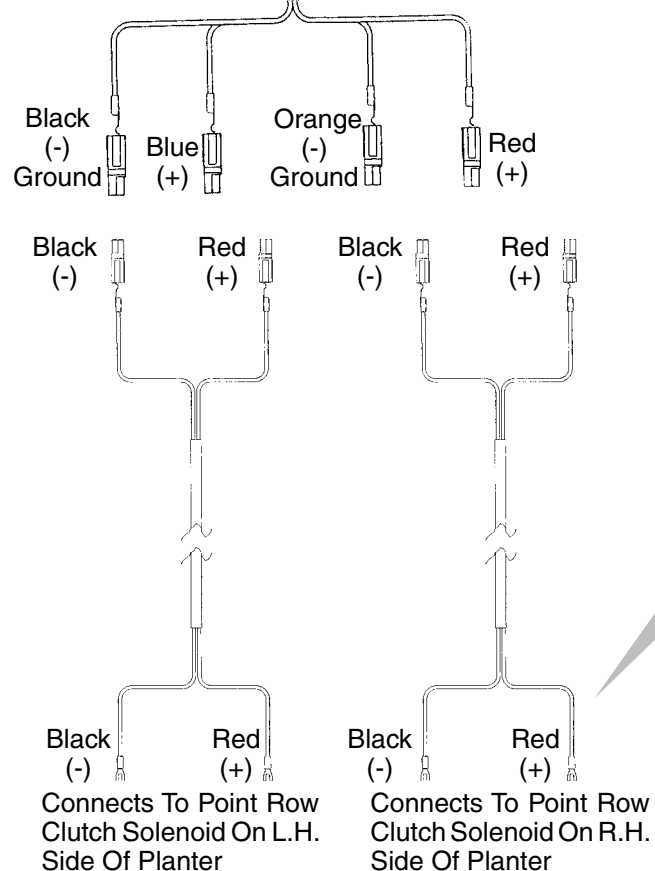 Black
(-)
Ground
Blue
(+)
Orange
(-)
Ground
Red
(+)
Black
(-)
Red
(+)
Black
(-)
Red
(+)
Black
(-)
Red
(+)
Connects To Point Row
Clutch Solenoid On L.H.
Side Of Planter
Black
(-)
Red
(+)
Connects To Point Row
Clutch Solenoid On R.H.
Side Of Planter